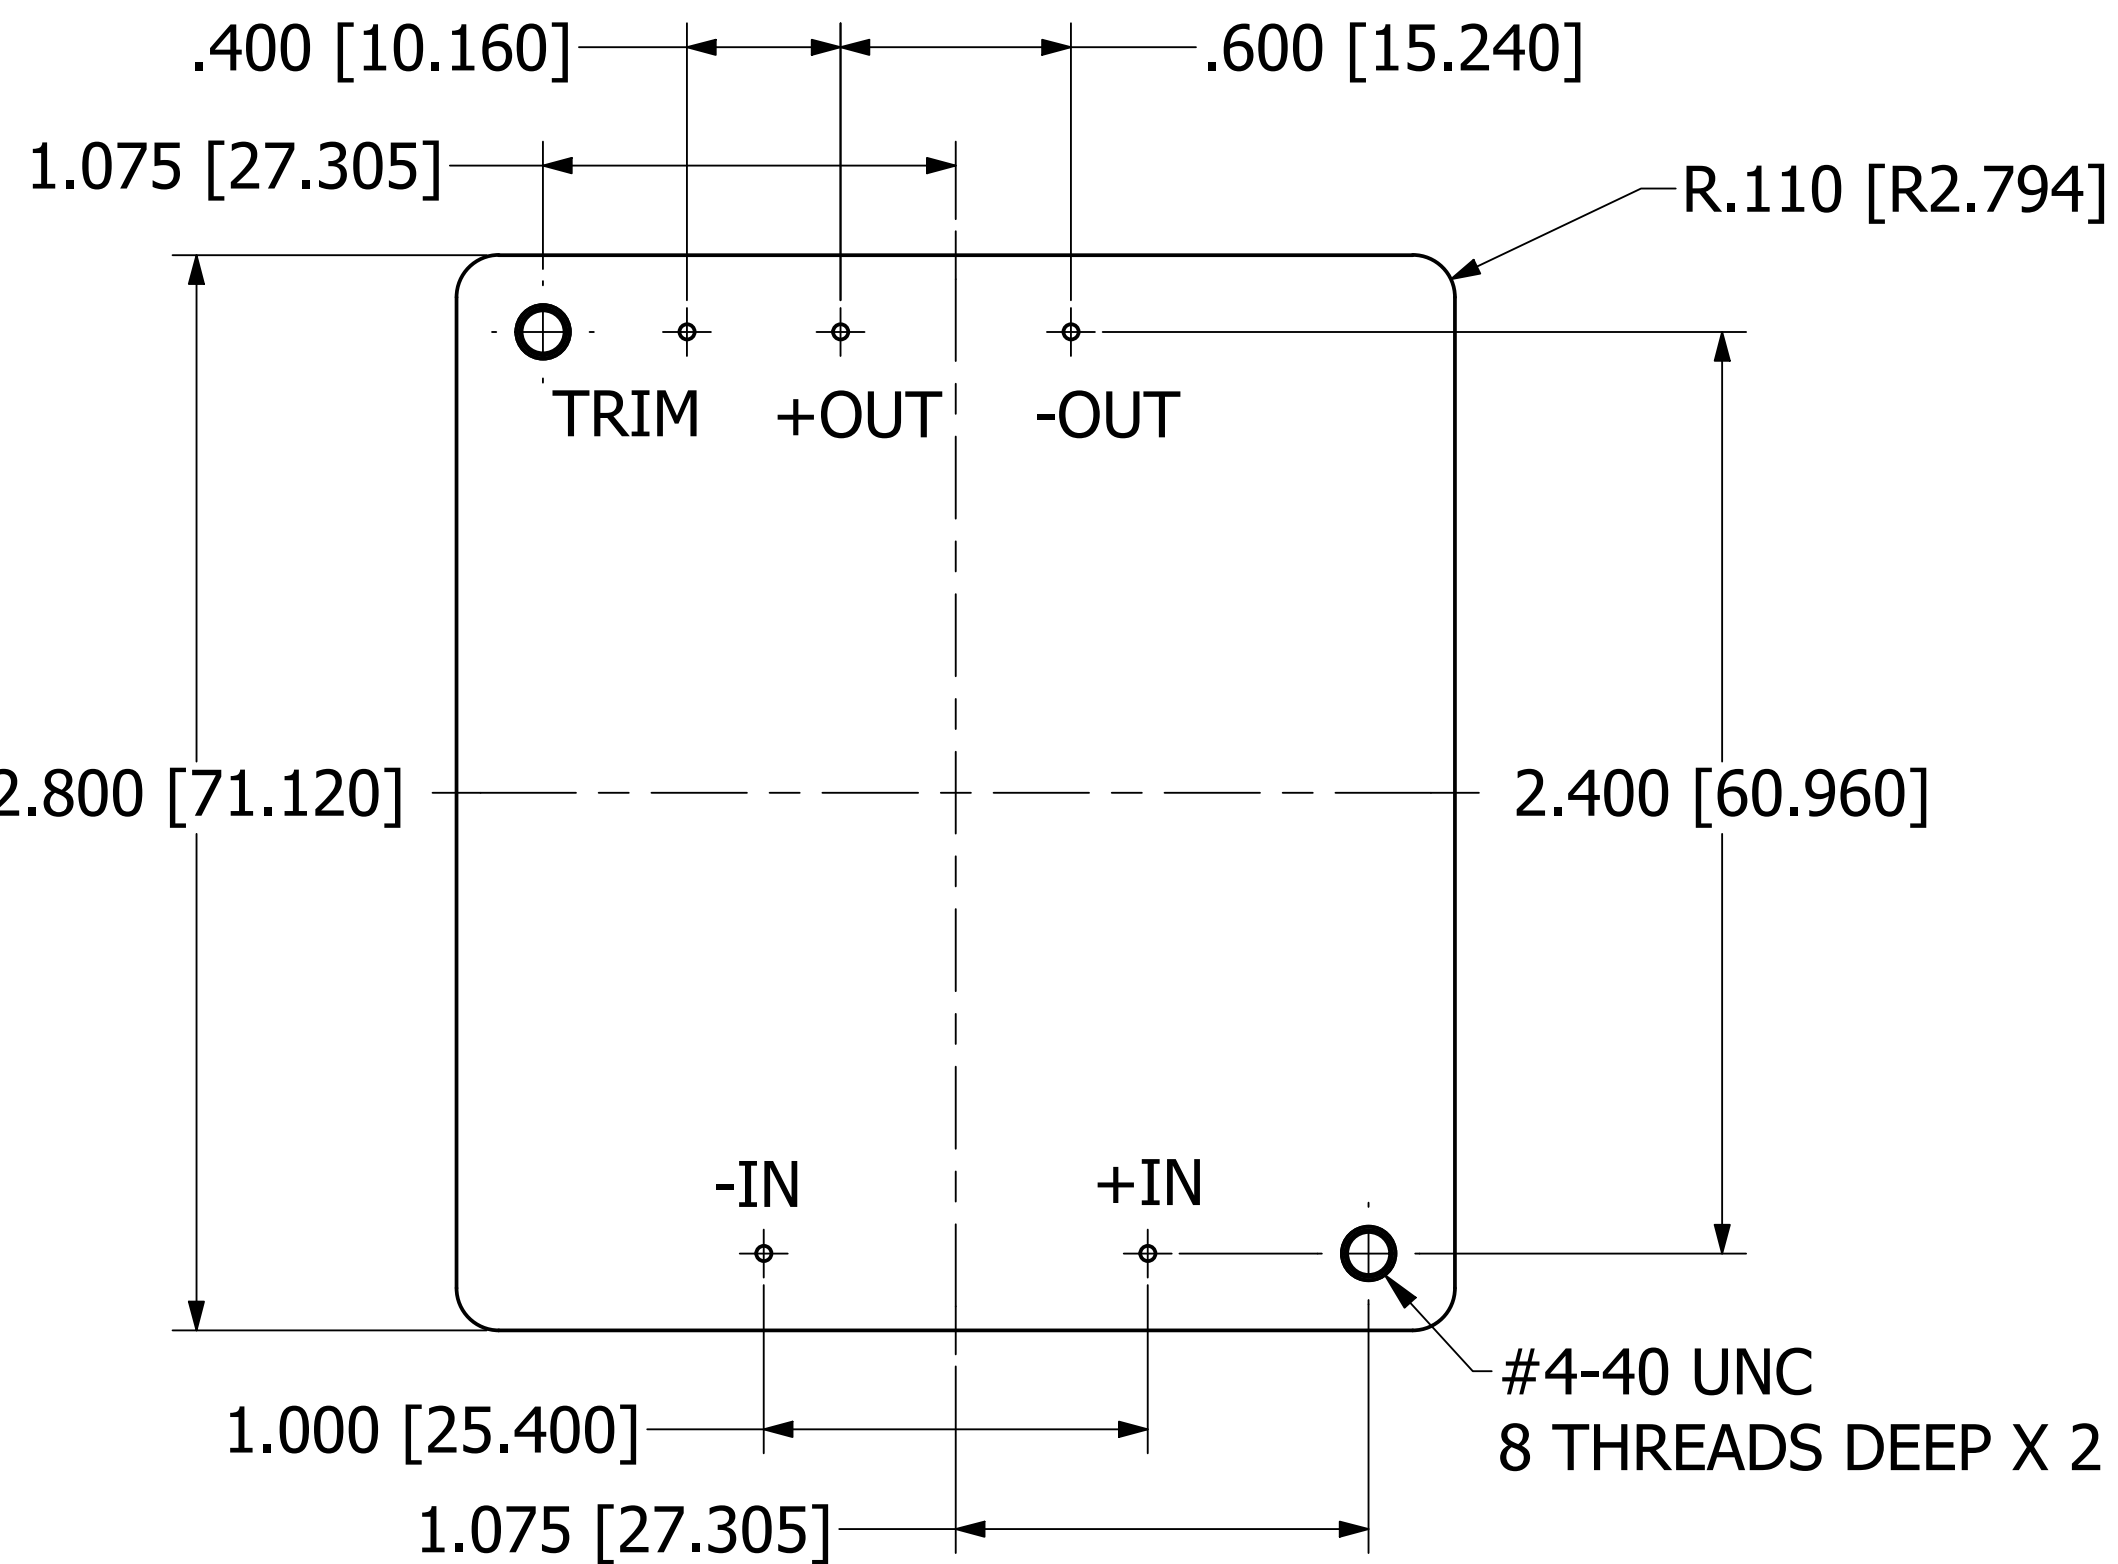 .400 [10.160]
.600 [15.240]
1.075 [27.305]
R.110 [R2.794]
TRIM
+OUT
-OUT
2.800 [71.120]
2.400 [60.960]
-IN
+IN
#4-40 UNC
8 THREADS DEEP X 2
1.000 [25.400]
1.075 [27.305]